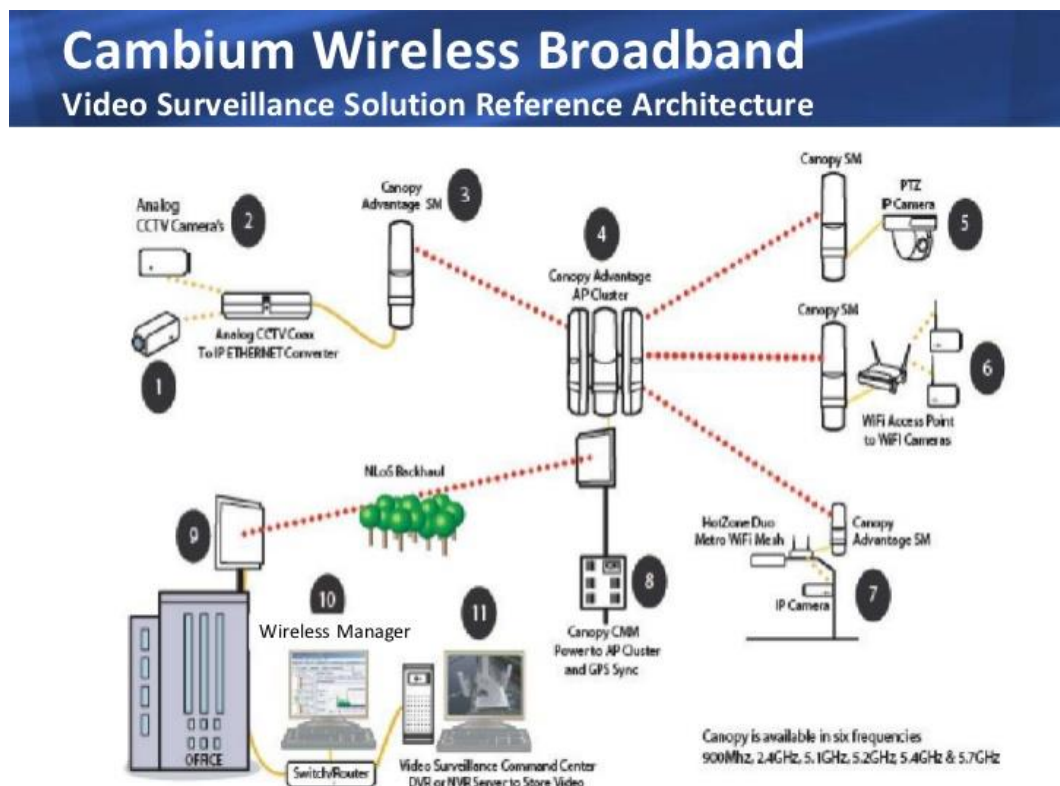 Cambium Wireless Broadband
Video Surveillance Solution Reference Architecture
Analog
CCTV Camera's
2
Canopy
Advantage SM
3
4
Canopy Advantage
AP Cluster
Canopy SM
PTZ
IP Camera
5
Analog CCTV Coax
To IP ETHERNET Converter
1
Canopy SM
6
WiFi Access Point
to WiFi Cameras
NLoS Backhaul
9
HotZone Duo
Metro WiFi Mesh
Canopy
Advantage SM
IP Camera
7
8
Canopy CMM
Power to AP Cluster
and GPS Sync
10
Wireless Manager
11
OFFICE
Switch/Router
Video Surveillance Command Center
DVR or NVR Server to Store Video
Canopy is available in six frequencies
900Mhz, 2.4GHz, 5.1GHz, 5.2GHz, 5.4GHz & 5.7GHz